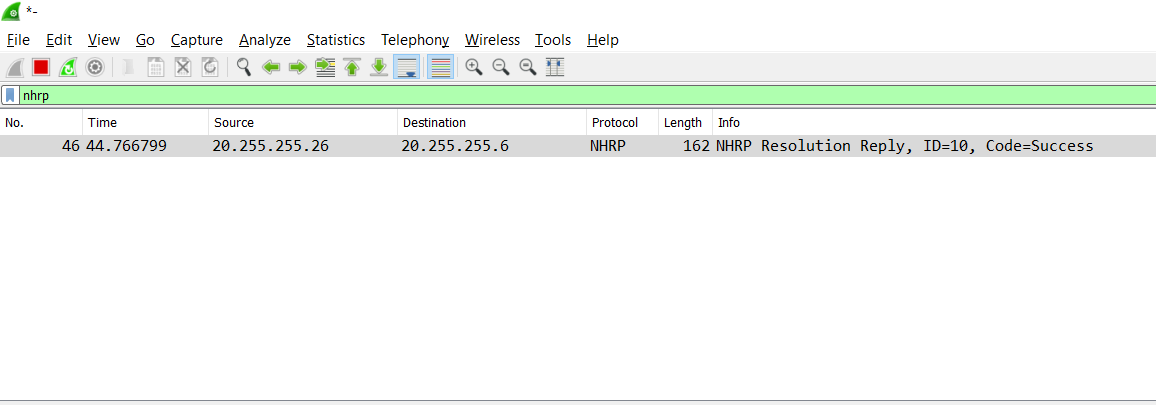 *-
File Edit View Go Capture Analyze Statistics Telephony Wireless Tools Help
nhrp
No. Time Source Destination Protocol Length Info
46 44.766799 20.255.255.26 20.255.255.6 NHRP 162 NHRP Resolution Reply, ID=10, Code=Success